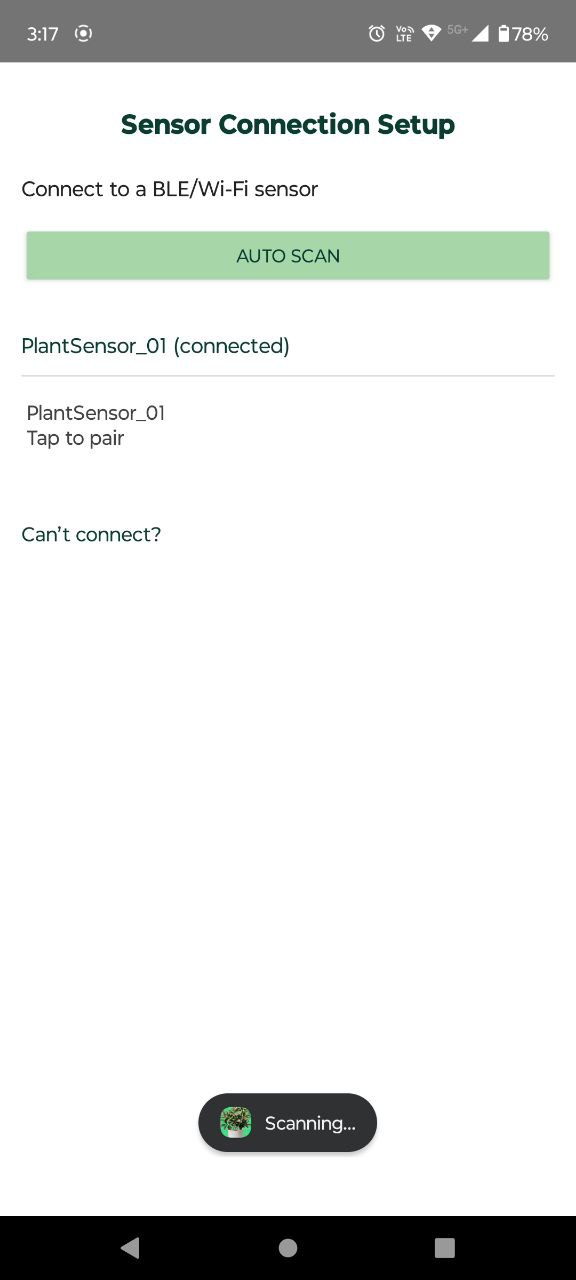 3:17 Vo LTE 5G+ 78%
Sensor Connection Setup
Connect to a BLE/Wi-Fi sensor
AUTO SCAN
PlantSensor_01 (connected)
PlantSensor_01
Tap to pair
Can’t connect?
Scanning...